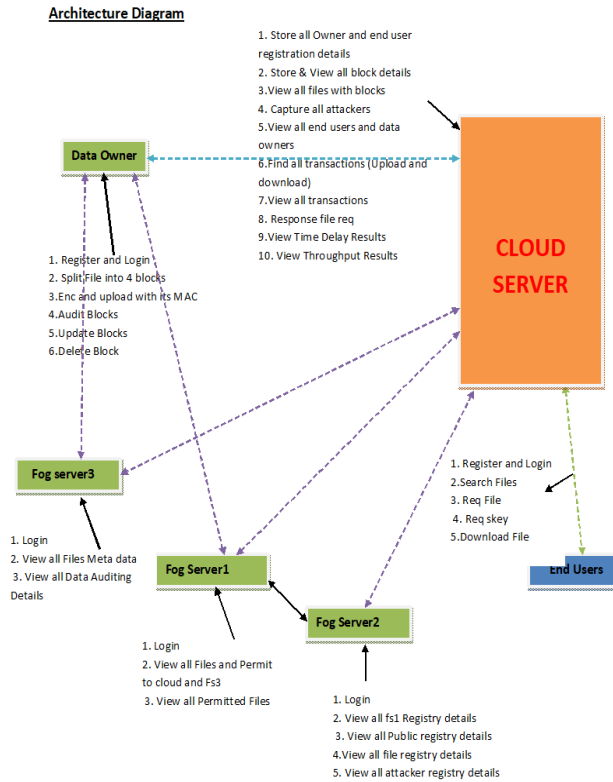 Architecture Diagram
1. Store all Owner and end user
registration details
2. Store & View all block details
3.View all files with blocks
4. Capture all attackers
5.View all end users and data
owners
6.Find all transactions (Upload and
download)
7.View all transactions
8. Response file req
9.View Time Delay Results
10. View Throughput Results
Data Owner
CLOUD
SERVER
1. Register and Login
2. Split File into 4 blocks
3.Enc and upload with its MAC
4.Audit Blocks
5.Update Blocks
6.Delete Block
Fog server3
1. Register and Login
2.Search Files
3. Req File
4. Req skey
5.Download File
1. Login
2. View all Files Meta data
3. View all Data Auditing
Details
Fog Server1
End Users
Fog Server2
1. Login
2. View all Files and Permit
to cloud and Fs3
3. View all Permitted Files
1. Login
2. View all fs1 Registry details
3. View all Public registry details
4.View all file registry details
5. View all attacker registry details